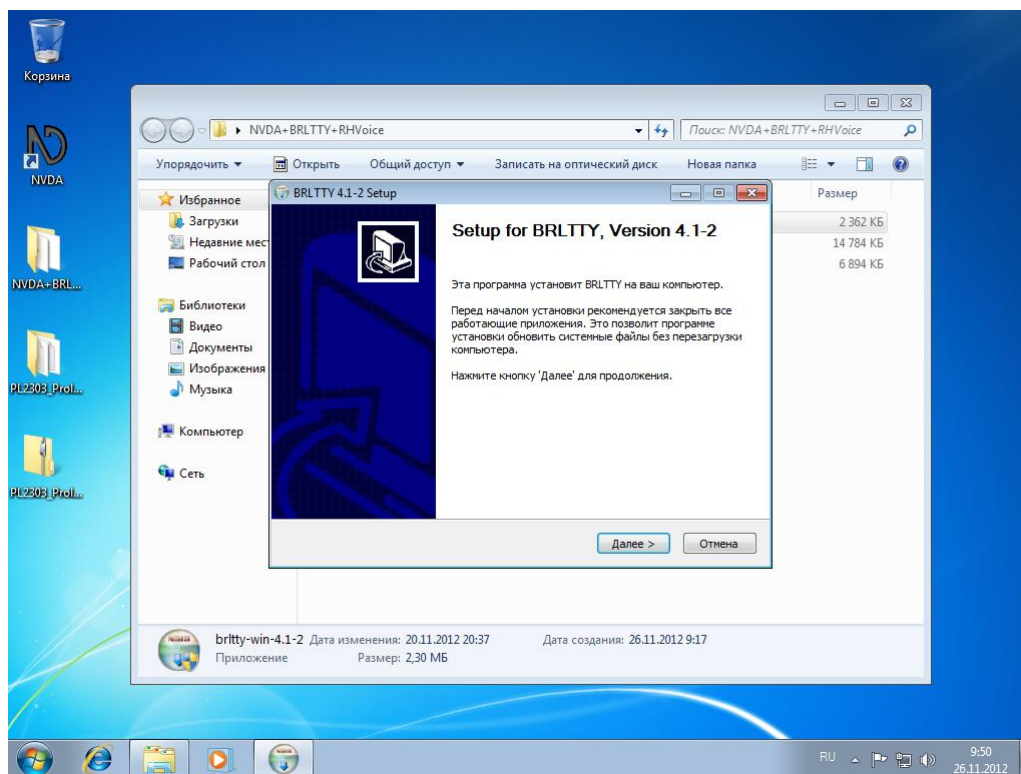 Корзина
NVDA
NVDA+BRL...
PL2303_Proli...
PL2303_Proli...
NVDA+BRLTTY+RHVoice
Поиск: NVDA+BRLTTY+RHVoice
Упорядочить
Открыть
Общий доступ
Записать на оптический диск
Новая папка
Избранное
Загрузки
Недавние мес
Рабочий стол
Библиотеки
Видео
Документы
Изображения
Музыка
Компьютер
Сеть
Размер
2 362 КБ
14 784 КБ
6 894 КБ
BRLTTY 4.1-2 Setup
Setup for BRLTTY, Version 4.1-2
Эта программа установит BRLTTY на ваш компьютер.
Перед началом установки рекомендуется закрыть все
работающие приложения. Это позволит программе
установки обновить системные файлы без перезагрузки
компьютера.
Нажмите кнопку 'Далее' для продолжения.
Далее >
Отмена
brltty-win-4.1-2 Дата изменения: 20.11.2012 20:37 Дата создания: 26.11.2012 9:17
Приложение Размер: 2,30 МБ
RU
9:50
26.11.2012